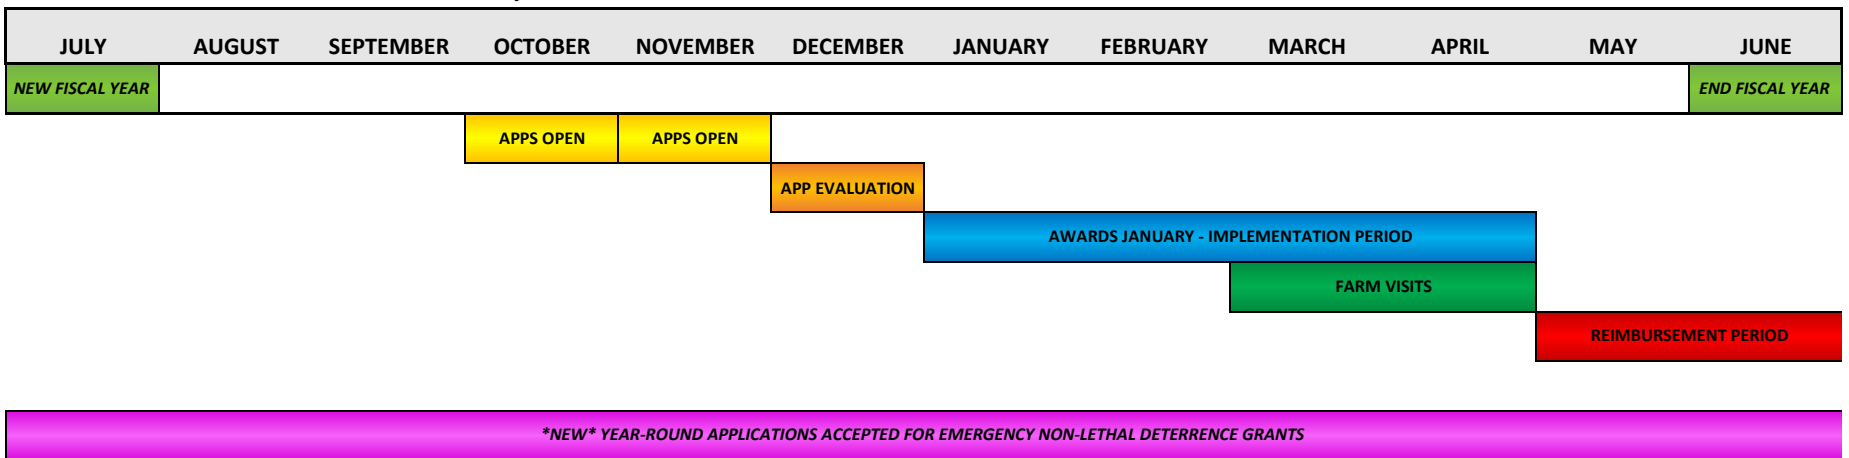 JULY AUGUST SEPTEMBER OCTOBER NOVEMBER DECEMBER JANUARY FEBRUARY MARCH APRIL MAY JUNE
NEW FISCAL YEAR END FISCAL YEAR
APPS OPEN APPS OPEN
APP EVALUATION
AWARDS JANUARY - IMPLEMENTATION PERIOD
FARM VISITS
REIMBURSEMENT PERIOD
*NEW* YEAR-ROUND APPLICATIONS ACCEPTED FOR EMERGENCY NON-LETHAL DETERRENCE GRANTS